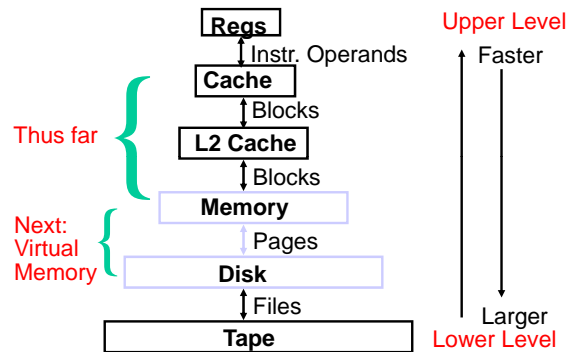 Regs
Upper Level
Instr. Operands
Faster
Cache
Blocks
Thus far
L2 Cache
Blocks
Memory
Next:
Virtual
Memory
Pages
Disk
Files
Larger
Tape
Lower Level